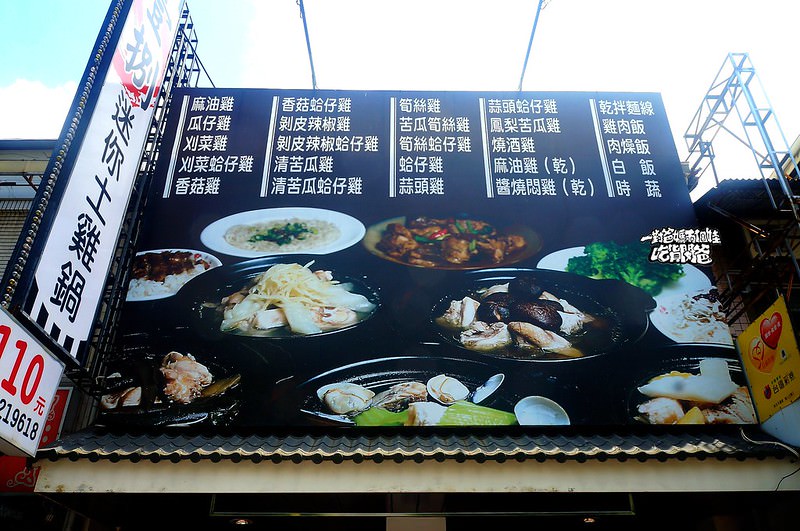 迷你土雞鍋
麻油雞
瓜仔雞
刈菜雞
刈菜蛤仔雞
香菇雞
香菇蛤仔雞
剝皮辣椒雞
剝皮辣椒蛤仔雞
清苦瓜雞
清苦瓜蛤仔雞
筍絲雞
苦瓜筍絲雞
筍絲蛤仔雞
蛤仔雞
蒜頭雞
蒜頭蛤仔雞
鳳梨苦瓜雞
燒酒雞
麻油雞(乾)
醬燒悶雞(乾)
乾拌麵線
雞肉飯
肉燥飯
白飯
時蔬
110元
219618